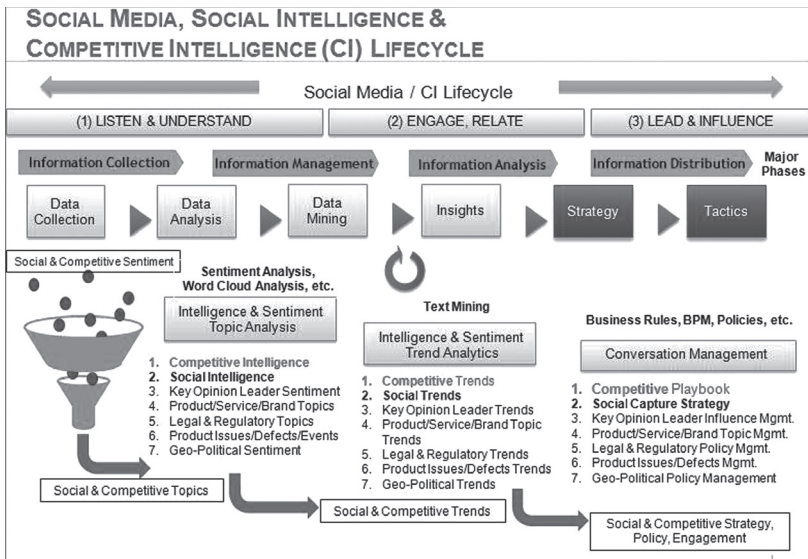 SOCIAL MEDIA, SOCIAL INTELLIGENCE &
COMPETITIVE INTELLIGENCE (CI) LIFECYCLE
Social Media / CI Lifecycle
(1) LISTEN & UNDERSTAND
(2) ENGAGE, RELATE
(3) LEAD & INFLUENCE
Information Collection
Information Management
Information Analysis
Information Distribution
Major
Phases
Data
Collection
Data
Analysis
Data
Mining
Insights
Strategy
Tactics
Social & Competitive Sentiment
Sentiment Analysis,
Word Cloud Analysis, etc.
Intelligence & Sentiment
Topic Analysis
1. Competitive Intelligence
2. Social Intelligence
3. Key Opinion Leader Sentiment
4. Product/Service/Brand Topics
5. Legal & Regulatory Topics
6. Product Issues/Defects/Events
7. Geo-Political Sentiment
Social & Competitive Topics
Text Mining
Intelligence & Sentiment
Trend Analytics
1. Competitive Trends
2. Social Trends
3. Key Opinion Leader Trends
4. Product/Service/Brand Topic
Trends
5. Legal & Regulatory Trends
6. Product Issues/Defects Trends
7. Geo-Political Trends
Social & Competitive Trends
Business Rules, BPM, Policies, etc.
Conversation Management
1. Competitive Playbook
2. Social Capture Strategy
3. Key Opinion Leader Influence Mgmt.
4. Product/Service/Brand Topic Mgmt.
5. Legal & Regulatory Policy Mgmt.
6. Product Issues/Defects Mgmt.
7. Geo-Political Policy Management
Social & Competitive Strategy,
Policy, Engagement